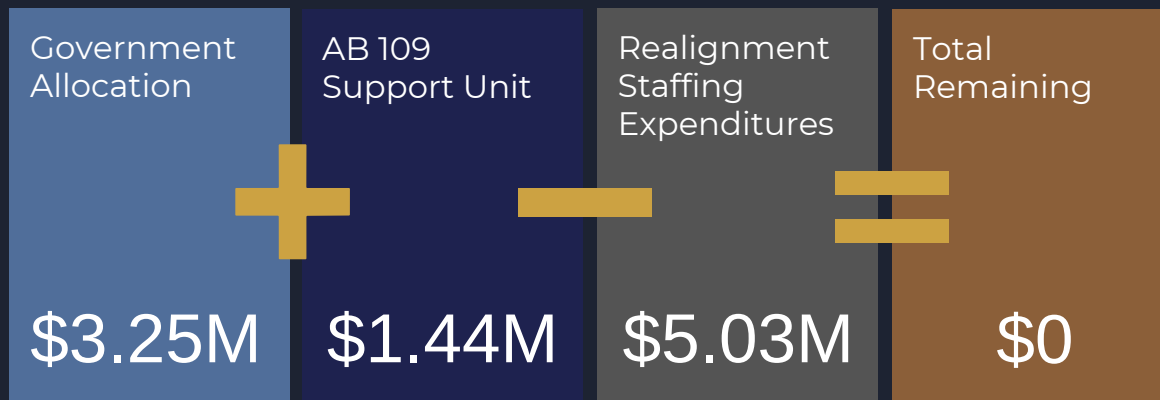 Government
Allocation
$3.25M
AB 109
Support Unit
$1.44M
Realignment
Staffing
Expenditures
$5.03M
Total
Remaining
$0